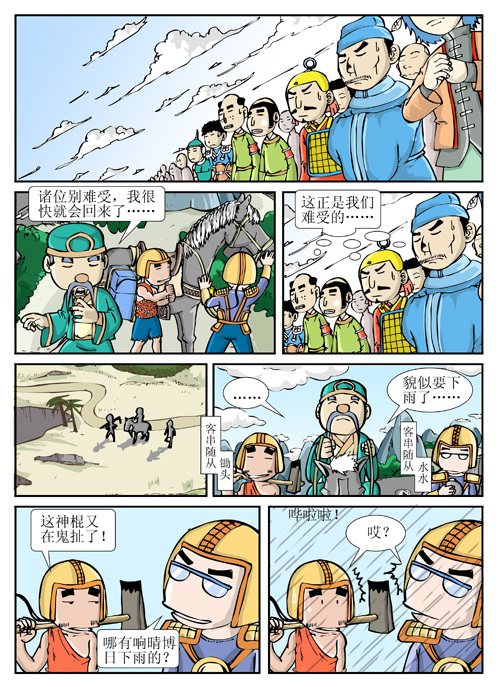 诸位别难受，我很
快就会回来了……
这正是我们
难受的……
……
客串随从
锄头
貌似要下
雨了……
客串随从
水水
这神棍又
在鬼扯了！
哪有响晴博
日下雨的？
哗啦啦！
哎？